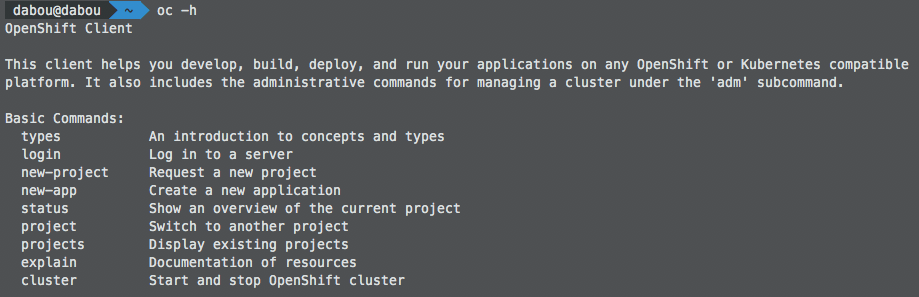 dabou@dabou ~ oc -h
OpenShift Client
This client helps you develop, build, deploy, and run your applications on any OpenShift or Kubernetes compatible
platform. It also includes the administrative commands for managing a cluster under the 'adm' subcommand.
Basic Commands:
types An introduction to concepts and types
login Log in to a server
new-project Request a new project
new-app Create a new application
status Show an overview of the current project
project Switch to another project
projects Display existing projects
explain Documentation of resources
cluster Start and stop OpenShift cluster